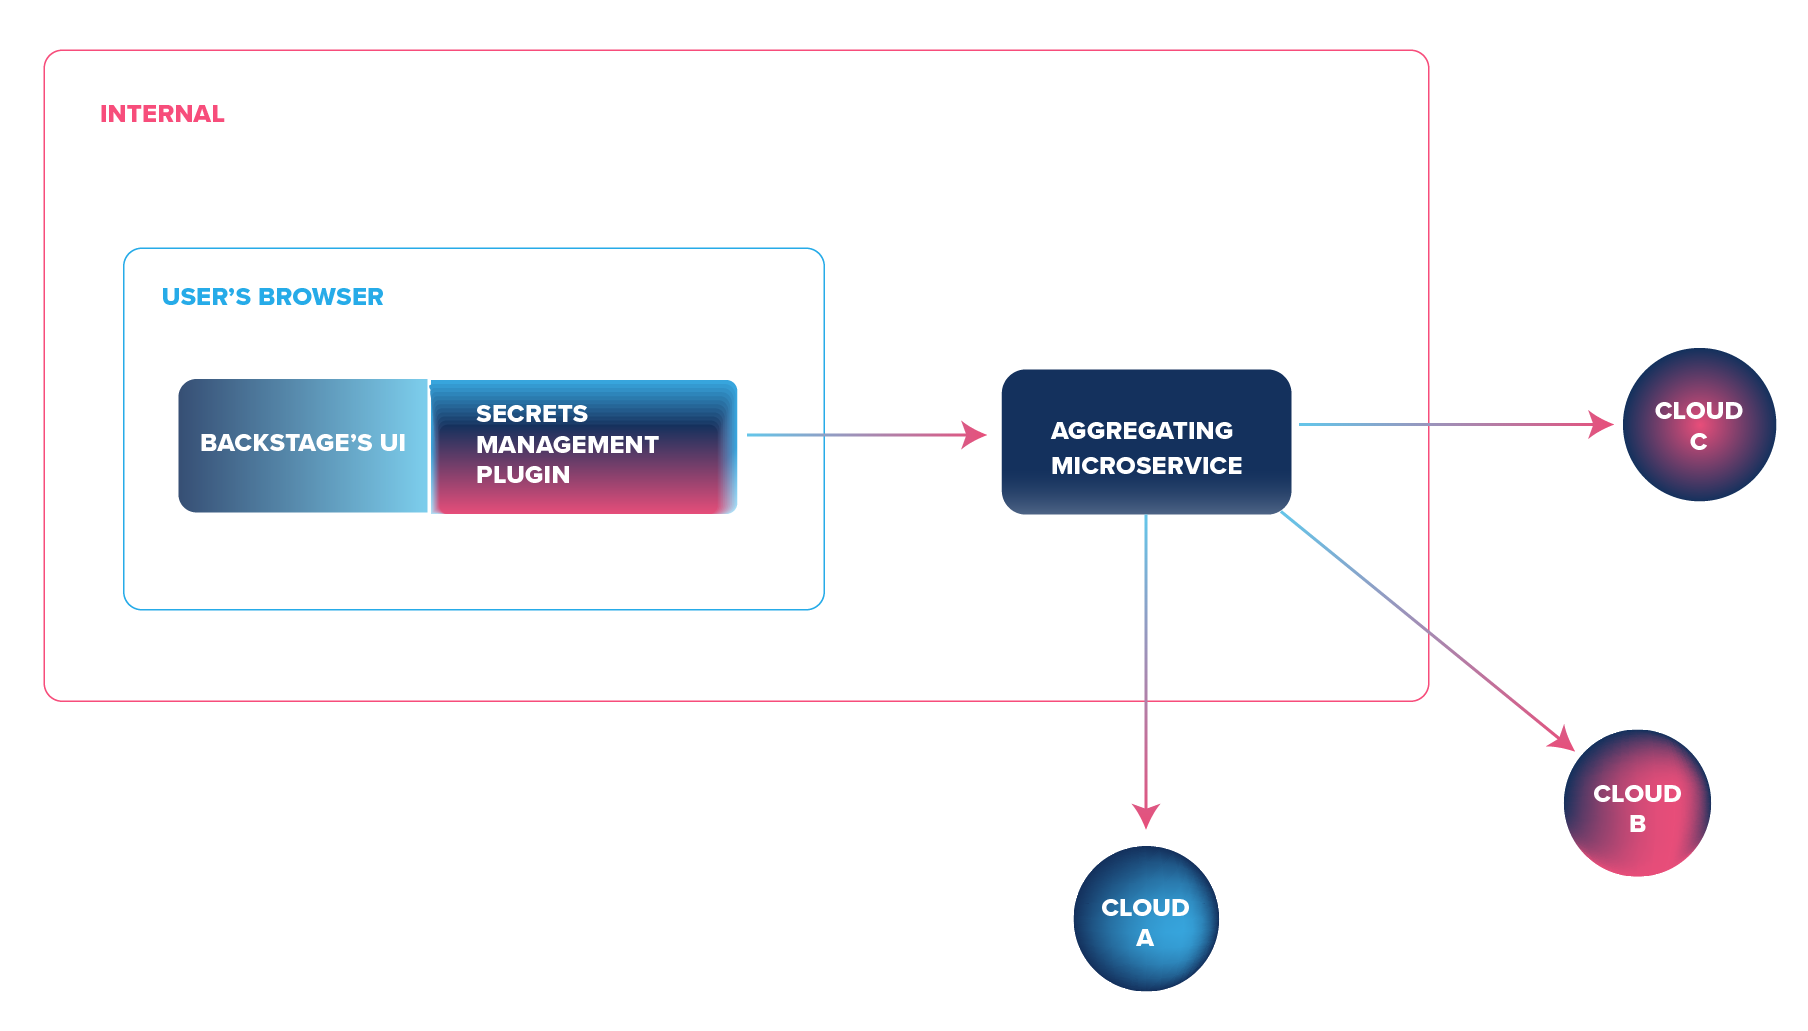 INTERNAL
USER’S BROWSER
BACKSTAGE’S UI
SECRETS
MANAGEMENT
PLUGIN
AGGREGATING
MICROSERVICE
CLOUD
C
CLOUD
B
CLOUD
A